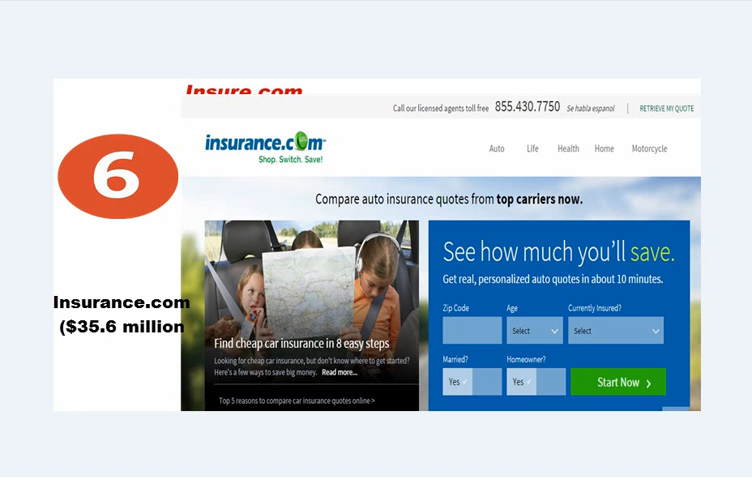 Insure.com
Call our licensed agents toll free 855.430.7750 Se habla espanol | RETRIEVE MY QUOTE
insurance.com
Shop. Switch. Save!
Auto Life Health Home Motorcycle
6
Compare auto insurance quotes from top carriers now.
See how much you'll save.
Get real, personalized auto quotes in about 10 minutes.
Zip Code Age Currently Insured?
Insurance.com
($35.6 million
Select Select
Find cheap car insurance in 8 easy steps
Looking for cheap car insurance, but don't know where to get started?
Here's a few ways to save big money. Read more...
Married? Homeowner?
Yes Yes Start Now >
Top 5 reasons to compare car insurance quotes online >